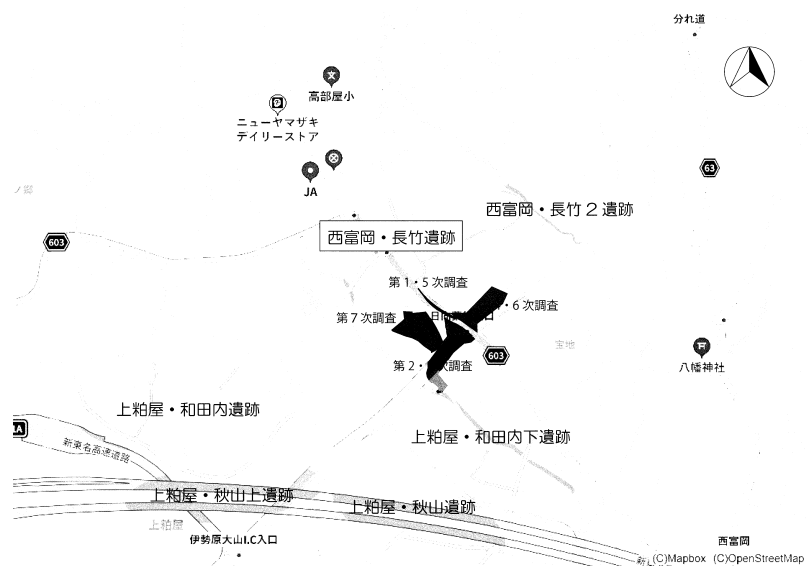 分れ道
高部屋小
ニューヤマザキ
デイリーストア
JA
63
ノ郷
西富岡・長竹2遺跡
西富岡・長竹遺跡
603
第1・5次調査
・6次調査
第7次調査
603
宝地
第2・
次調査
八幡神社
上粕屋・和田内遺跡
上粕屋・和田内下遺跡
新東名高速道路
上粕屋・秋山上遺跡
上粕屋・秋山遺跡
上粕屋
伊勢原大山I.C入口
西富岡
(C)Mapbox (C)OpenStreetMap